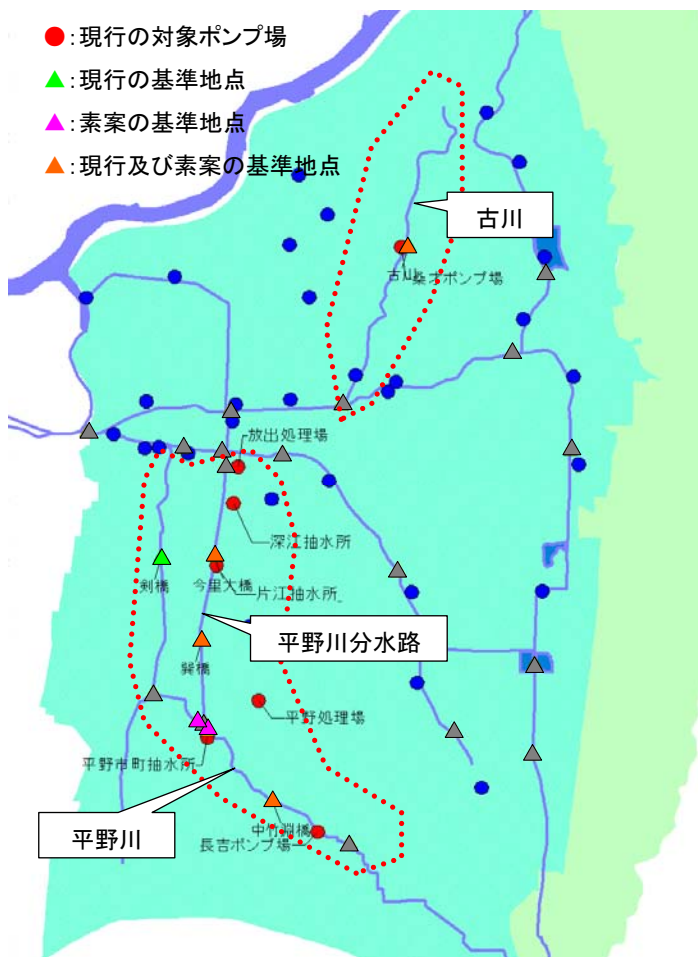 ●:現行の対象ポンプ場
▲:現行の基準地点
▲:素案の基準地点
▲:現行及び素案の基準地点
古川
古川
桑才ポンプ場
放出処理場
深江抽水所
剣橋
今里大橋
片江抽水所
平野川分水路
巽橋
平野処理場
平野市町抽水所
平野川
中竹淵橋
長吉ポンプ場